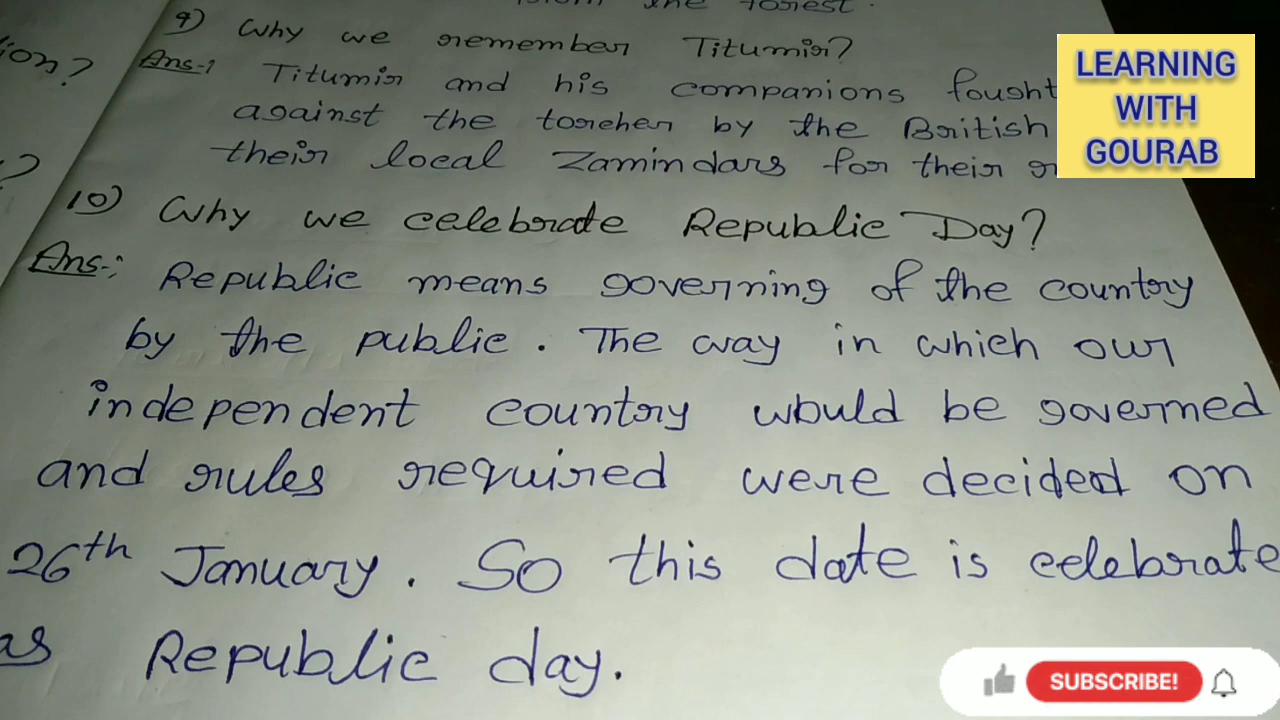 from the forest.
9) Why we remember Titumir?
Ans-: Titumir and his companions fought
against the torcher by the British
their local Zamindars for their
10) Why we celebrate Republic Day?
Ans-: Republic means governing of the country
by the public. The way in which our
independent country would be governed
and rules required were decided on
26th January. So this date is celebrate
as Republic day.
?
LEARNING
WITH
GOURAB
SUBSCRIBE!